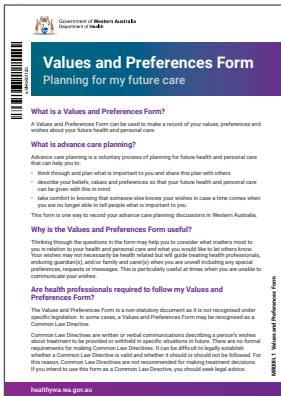 Government of Western Australia
Department of Health
Values and Preferences Form
Planning for my future care
What is a Values and Preferences Form?
A Values and Preferences Form can be used to make a record of your values, preferences and
wishes about your future health and personal care.
What is advance care planning?
Advance care planning is a voluntary process of planning for future health and personal care
that can help you to:
• think through and plan what is important to you and share this plan with others
• describe your beliefs, values and preferences so that your future health and personal care
can be given with this in mind
• take comfort in knowing that someone else knows your wishes in case a time comes when
you are no longer able to tell people what is important to you.
This form is one way to record your advance care planning discussions in Western Australia.
Why is the Values and Preferences Form useful?
Thinking through the questions in the form may help you to consider what matters most to
you in relation to your health and personal care and what you would like to let others know.
Your wishes may not necessarily be health related but will guide treating health professionals,
enduring guardian(s), and/or family and carer(s) when you are unwell including any special
preferences, requests or messages. This is particularly useful at times when you are unable to
communicate your wishes.
Are health professionals required to follow my Values and
Preferences Form?
The Values and Preferences Form is a non-statutory document as it is not recognised under
specific legislation. In some cases, a Values and Preferences Form may be recognised as a
Common Law Directive.
Common Law Directives are written or verbal communications describing a person's wishes
about treatment to be provided or withheld in specific situations in future. There are no formal
requirements for making Common Law Directives. It can be difficult to legally establish
whether a Common Law Directive is valid and whether it should or should not be followed. For
this reason, Common Law Directives are not recommended for making treatment decisions.
If you intend to use this form as a Common Law Directive, you should seek legal advice.
MR00H.1 Values and Preferences Form
healthywa.wa.gov.au